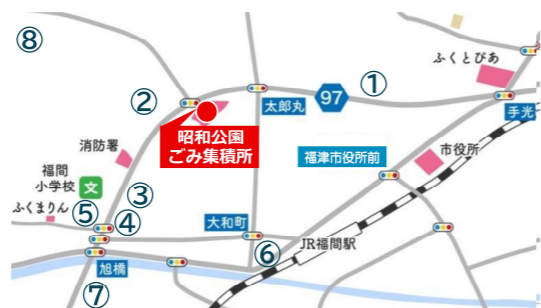 ⑧
ふくとぴあ
①
②
97
太郎丸
手光
昭和公園
ごみ集積所
消防署
福津市役所前
市役所
福間
小学校
文
③
ふくまりん
⑤
④
大和町
⑥
JR福間駅
旭橋
⑦